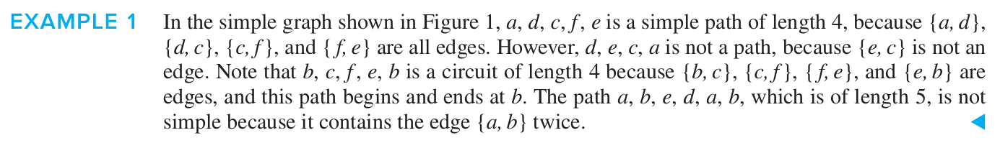 EXAMPLE 1 In the simple graph shown in Figure 1, a, d, c, f, e is a simple path of length 4, because {a, d},
{d, c}, {c, f}, and {f, e} are all edges. However, d, e, c, a is not a path, because {e, c} is not an
edge. Note that b, c, f, e, b is a circuit of length 4 because {b, c}, {c, f}, {f, e}, and {e, b} are
edges, and this path begins and ends at b. The path a, b, e, d, a, b, which is of length 5, is not
simple because it contains the edge {a, b} twice.